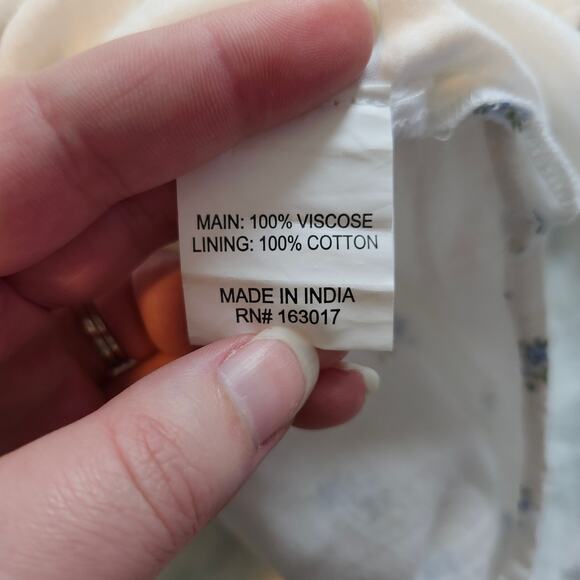 MAIN: 100% VISCOSE
LINING: 100% COTTON
MADE IN INDIA
RN# 163017